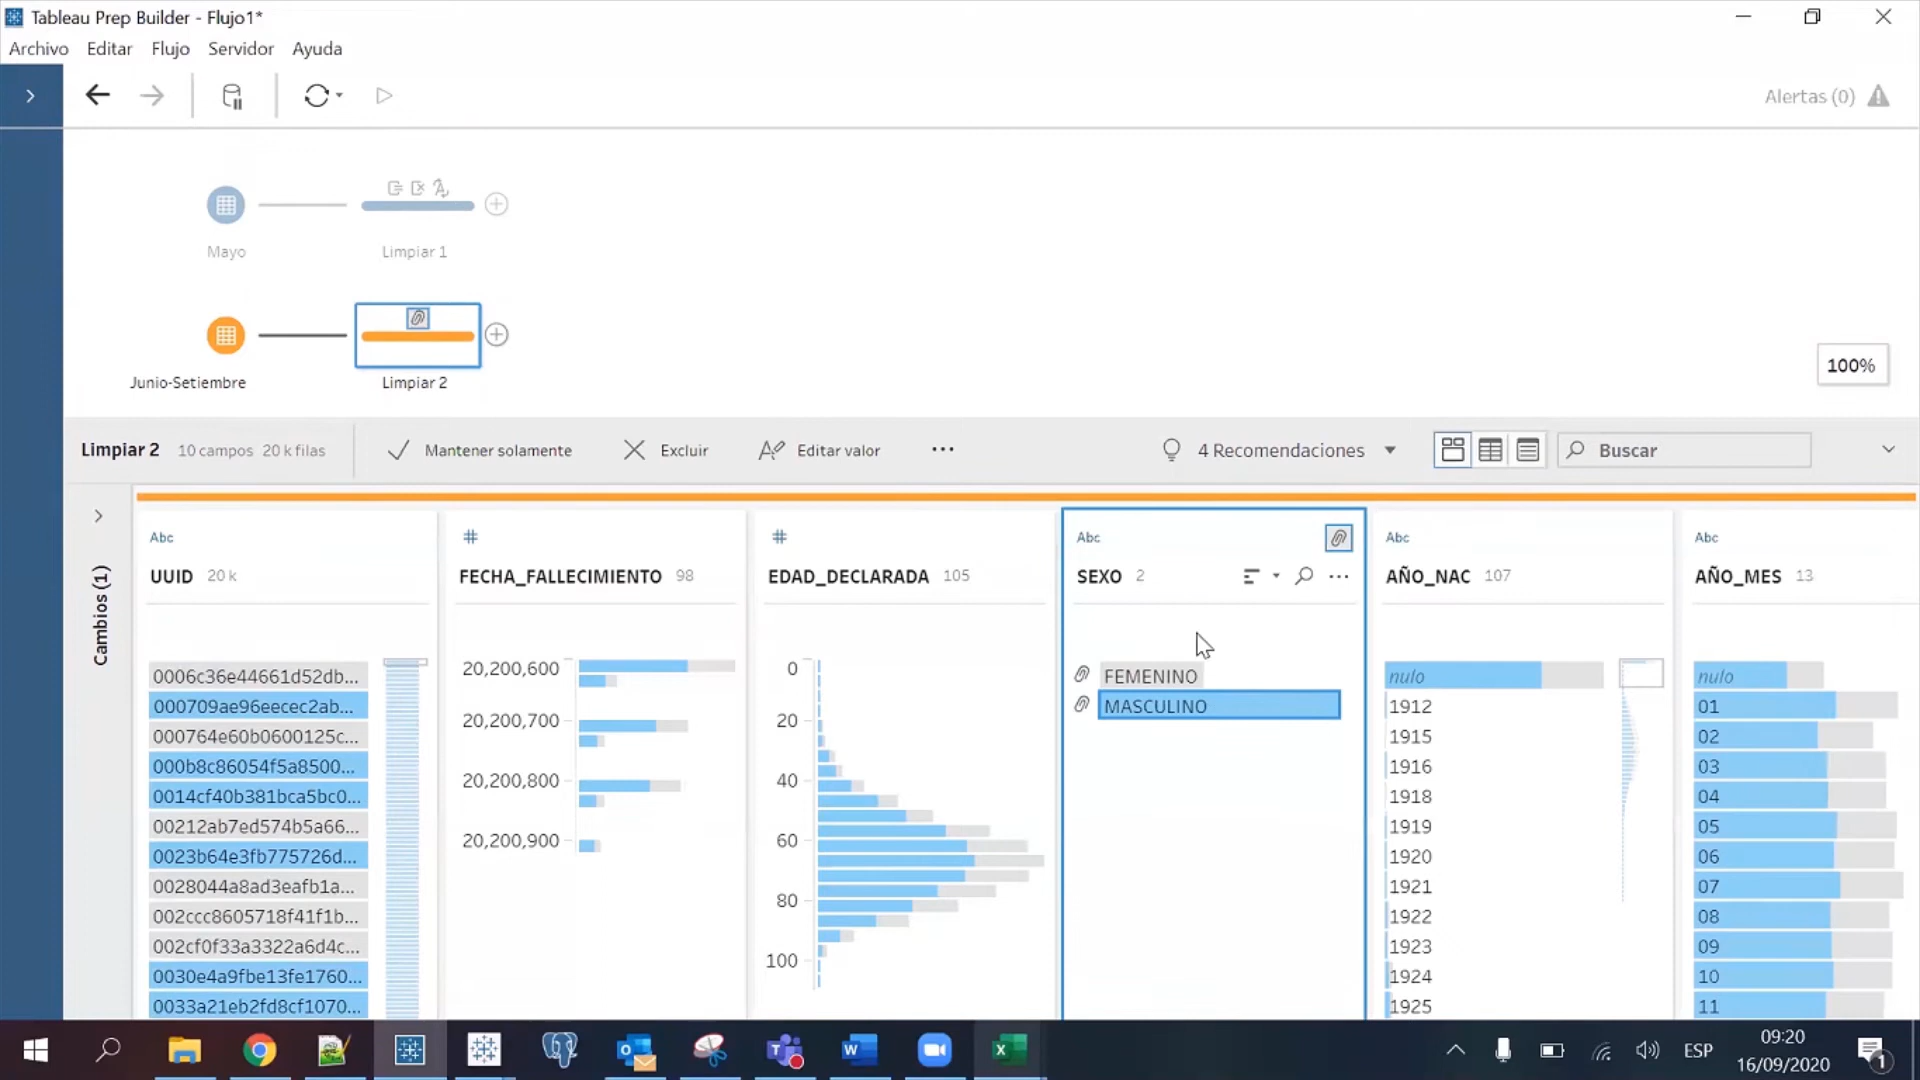 Tableau Prep Builder - Flujo1*
Archivo Editar Flujo Servidor Ayuda
Alertas (0)
Mayo
Limpiar 1
Junio-Setiembre
Limpiar 2
100%
Limpiar 2 10 campos 20 k filas
Mantener solamente
Excluir
Editar valor
4 Recomendaciones
Buscar
Cambios (1)
Abc
UUID 20 k
0006c36e44661d52db...
000709ae96eecec2ab...
000764e60b0600125c...
000b8c86054f5a8500...
0014cf40b381bca5bc0...
00212ab7ed574b5a66...
0023b64e3fb775726d...
0028044a8ad3eafb1a...
002ccc8605718f41f1b...
002cf0f33a3322a6d4c...
0030e4a9fbe13fe1760...
0033a21eb2fd8cf1070...
#
FECHA_FALLECIMIENTO 98
20,200,600
20,200,700
20,200,800
20,200,900
#
EDAD_DECLARADA 105
0
20
40
60
80
100
Abc
SEXO 2
FEMENINO
MASCULINO
Abc
AÑO_NAC 107
nulo
1912
1915
1916
1918
1919
1920
1921
1922
1923
1924
1925
Abc
AÑO_MES 13
nulo
01
02
03
04
05
06
07
08
09
10
11
ESP
09:20
16/09/2020
1